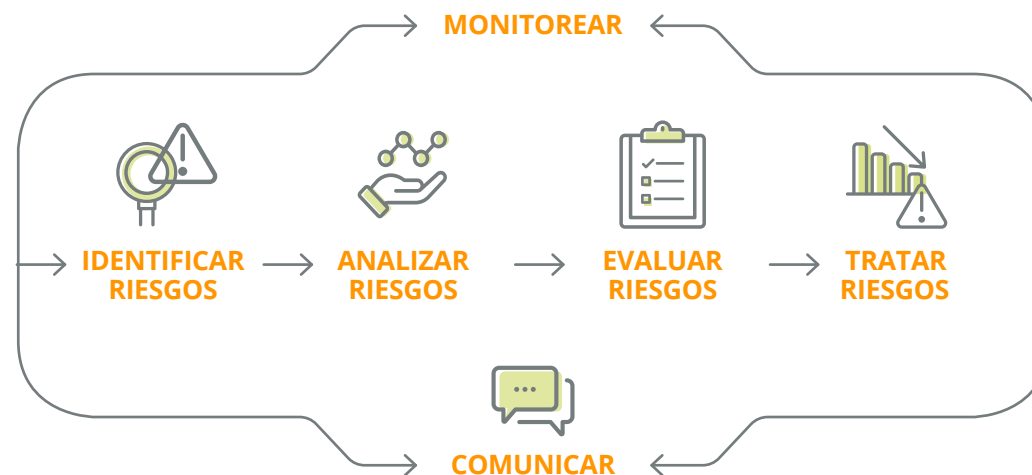 MONITOREAR
IDENTIFICAR
RIESGOS
ANALIZAR
RIESGOS
EVALUAR
RIESGOS
TRATAR
RIESGOS
COMUNICAR